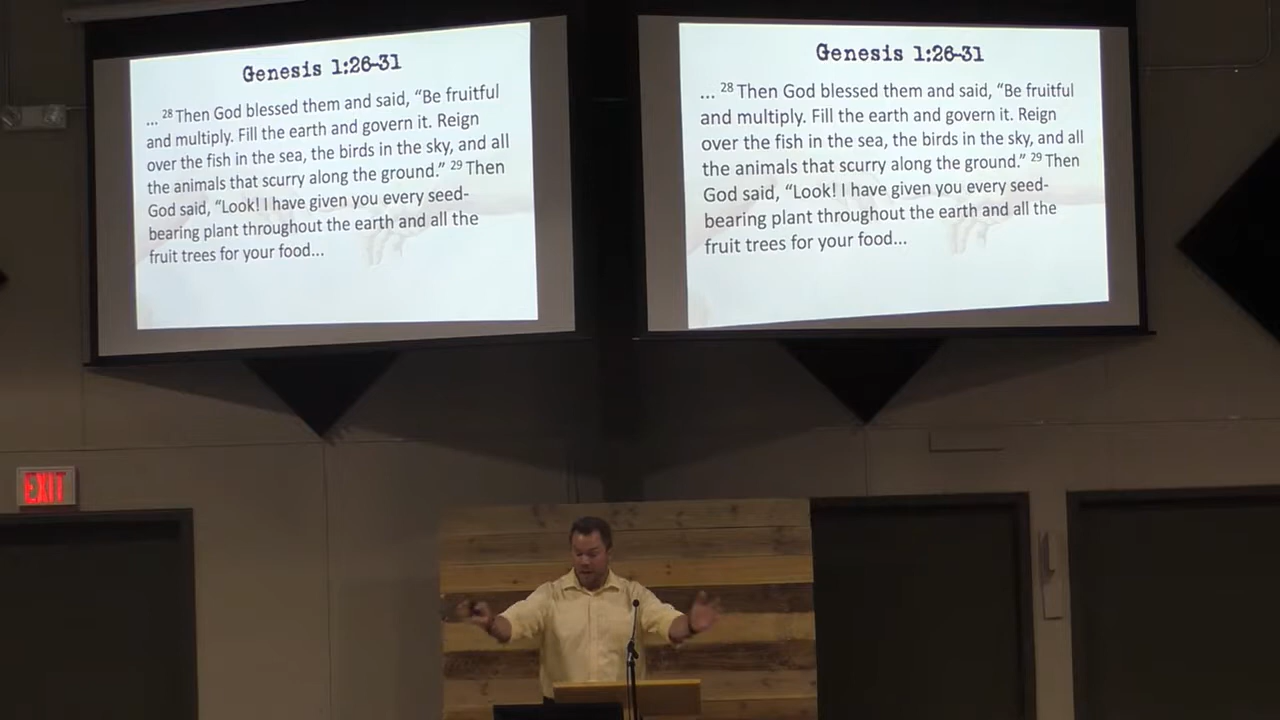 Genesis 1:26-31
... 28 Then God blessed them and said, “Be fruitful
and multiply. Fill the earth and govern it. Reign
over the fish in the sea, the birds in the sky, and all
the animals that scurry along the ground.” 29 Then
God said, “Look! I have given you every seed-
bearing plant throughout the earth and all the
fruit trees for your food...
Genesis 1:26-31
... 28 Then God blessed them and said, “Be fruitful
and multiply. Fill the earth and govern it. Reign
over the fish in the sea, the birds in the sky, and all
the animals that scurry along the ground.” 29 Then
God said, “Look! I have given you every seed-
bearing plant throughout the earth and all the
fruit trees for your food...
EXIT